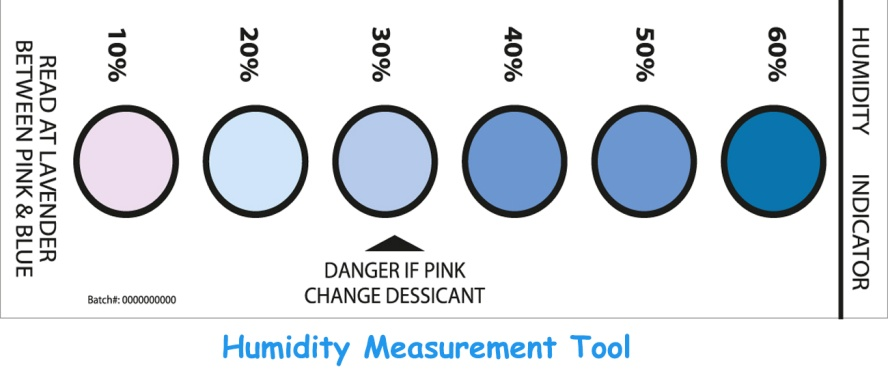 10%
20%
30%
40%
50%
60%
HUMIDITY INDICATOR
READ AT LAVENDER
BETWEEN PINK & BLUE
DANGER IF PINK
CHANGE DESSICANT
Batch#: 0000000000
Humidity Measurement Tool